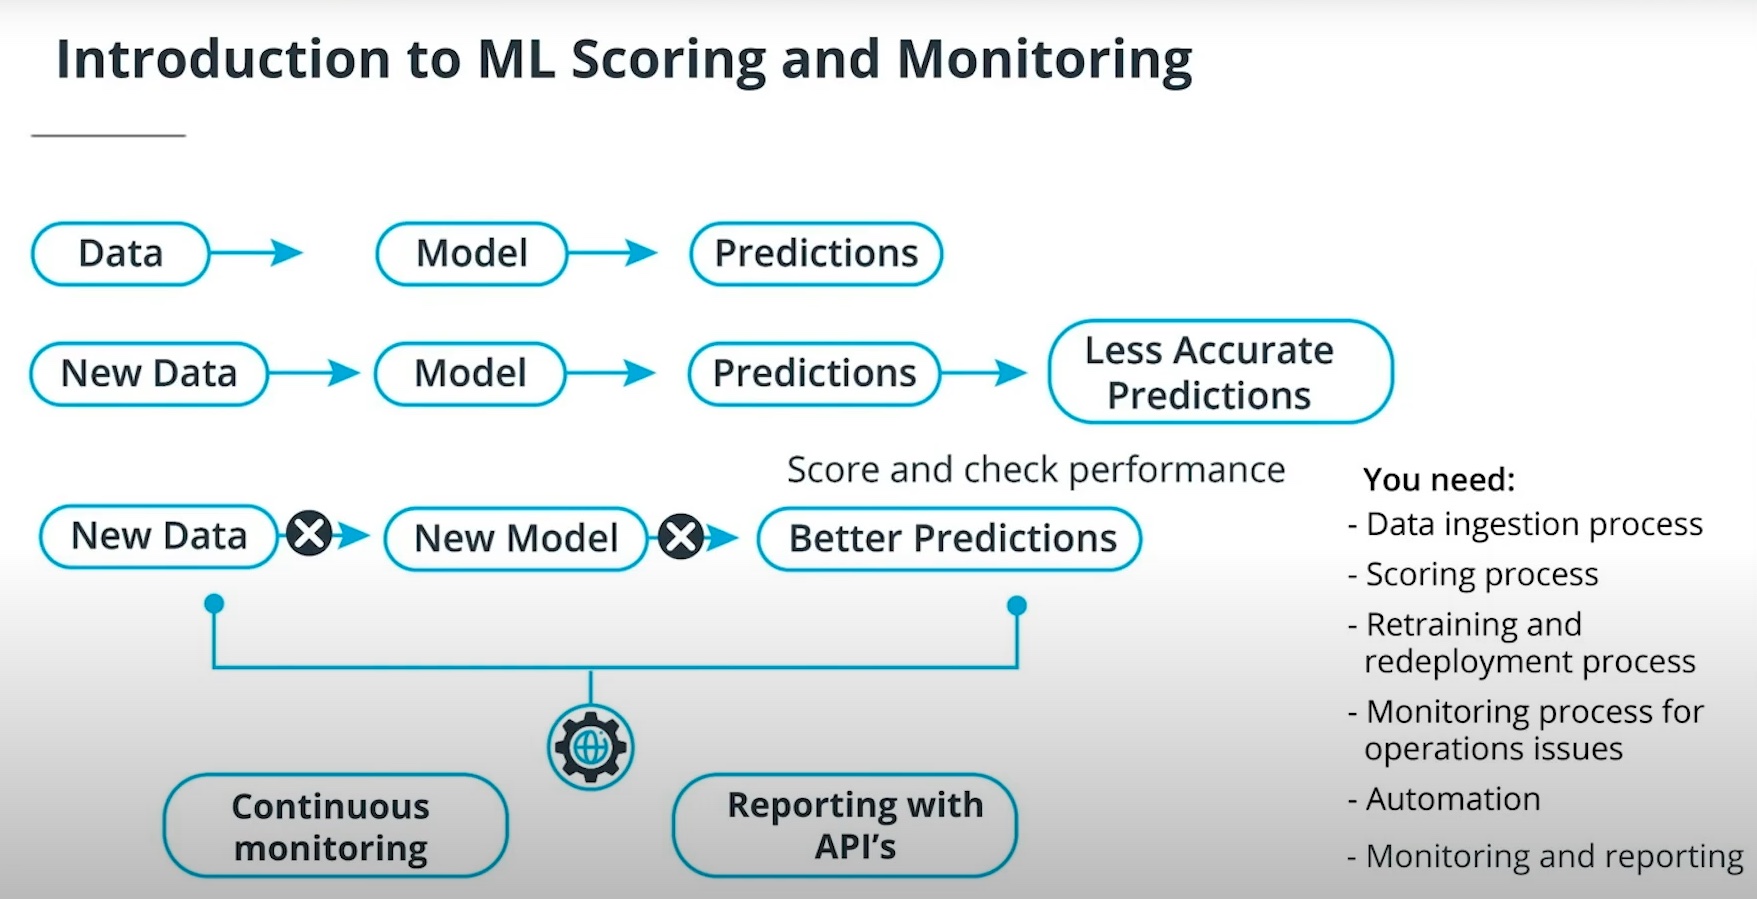 Introduction to ML Scoring and Monitoring
Data
Model
Predictions
New Data
Model
Predictions
Less Accurate
Predictions
Score and check performance
New Data
New Model
Better Predictions
Continuous
monitoring
Reporting with
API’s
You need:
- Data ingestion process
- Scoring process
- Retraining and
redeployment process
- Monitoring process for
operations issues
- Automation
- Monitoring and reporting